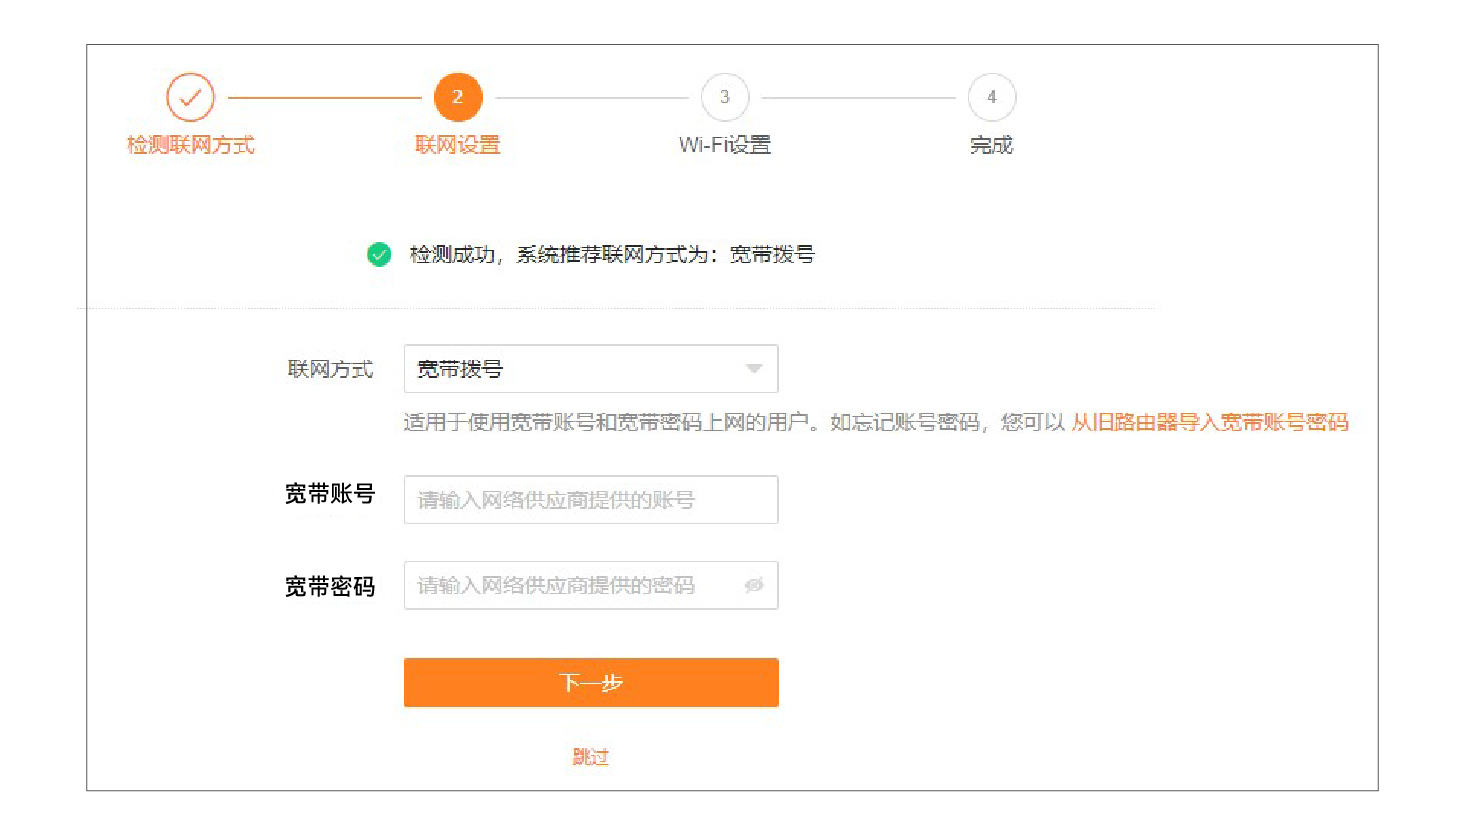 2 3 4
检测联网方式 联网设置 Wi-Fi设置 完成
检测成功，系统推荐联网方式为：宽带拨号
联网方式 宽带拨号
适用于使用宽带账号和宽带密码上网的用户。如忘记账号密码，您可以 从旧路由器导入宽带账号密码
宽带账号 请输入网络供应商提供的账号
宽带密码 请输入网络供应商提供的密码
下一步
跳过